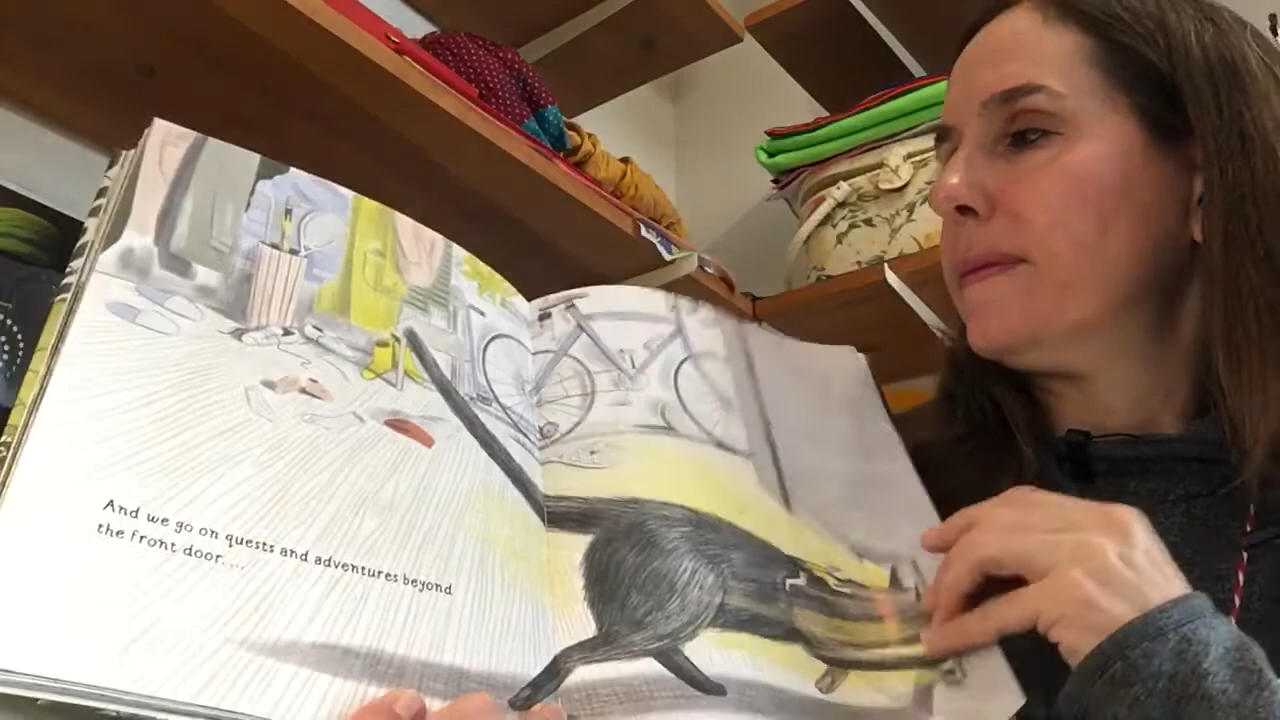 And we go on quests and adventures beyond
the front door. . . .